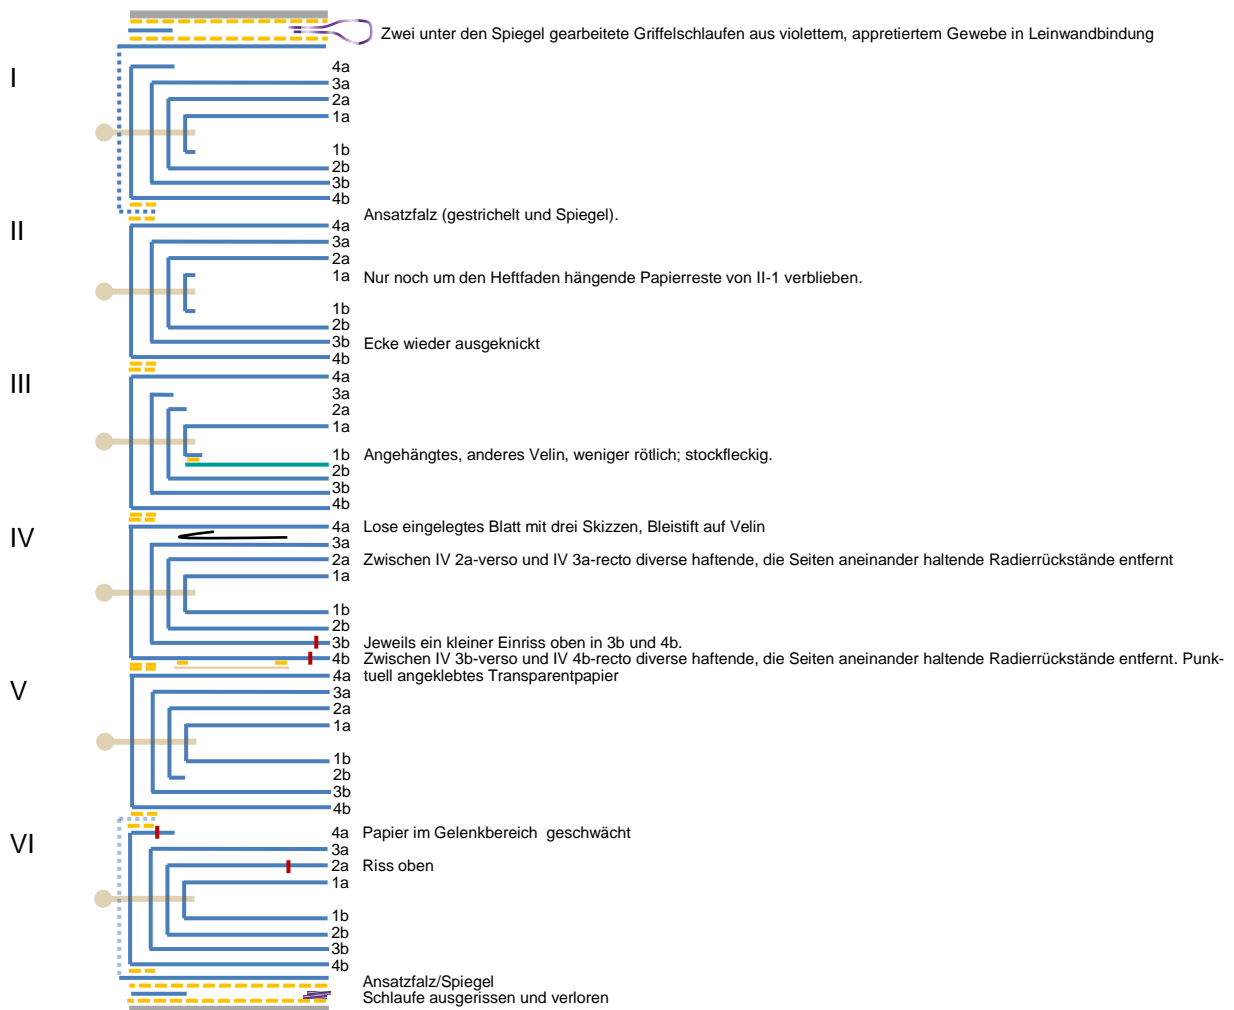 Zwei unter den Spiegel gearbeitete Griffelschlaufen aus violettem, appretiertem Gewebe in Leinwandbindung
I
4a
3a
2a
1a
1b
2b
3b
4b
Ansatzfalz (gestrichelt und Spiegel).
II
4a
3a
2a
1a Nur noch um den Heftfaden hängende Papierreste von II-1 verblieben.
1b
2b
3b Ecke wieder ausgeknickt
4b
III
4a
3a
2a
1a
1b Angehängtes, anderes Velin, weniger rötlich; stockfleckig.
2b
3b
4b
IV
4a Lose eingelegtes Blatt mit drei Skizzen, Bleistift auf Velin
3a
2a Zwischen IV 2a-verso und IV 3a-recto diverse haftende, die Seiten aneinander haltende Radierrückstände entfernt
1a
1b
2b
3b Jeweils ein kleiner Einriss oben in 3b und 4b.
4b Zwischen IV 3b-verso und IV 4b-recto diverse haftende, die Seiten aneinander haltende Radierrückstände entfernt. Punk-
tuell angeklebtes Transparentpapier
V
4a
3a
2a
1a
1b
2b
3b
4b
VI
4a Papier im Gelenkbereich geschwächt
3a
2a Riss oben
1a
1b
2b
3b
4b
Ansatzfalz/Spiegel
Schlaufe ausgerissen und verloren